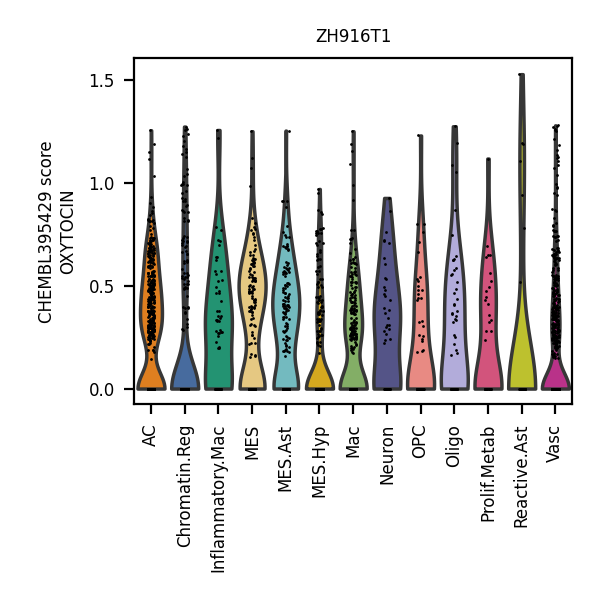 ZH916T1
CHEMBL395429 score
OXYTOCIN
1.5
1.0
0.5
0.0
AC
Chromatin.Reg
Inflammatory.Mac
MES
MES.Ast
MES.Hyp
Mac
Neuron
OPC
Oligo
Prolif.Metab
Reactive.Ast
Vasc